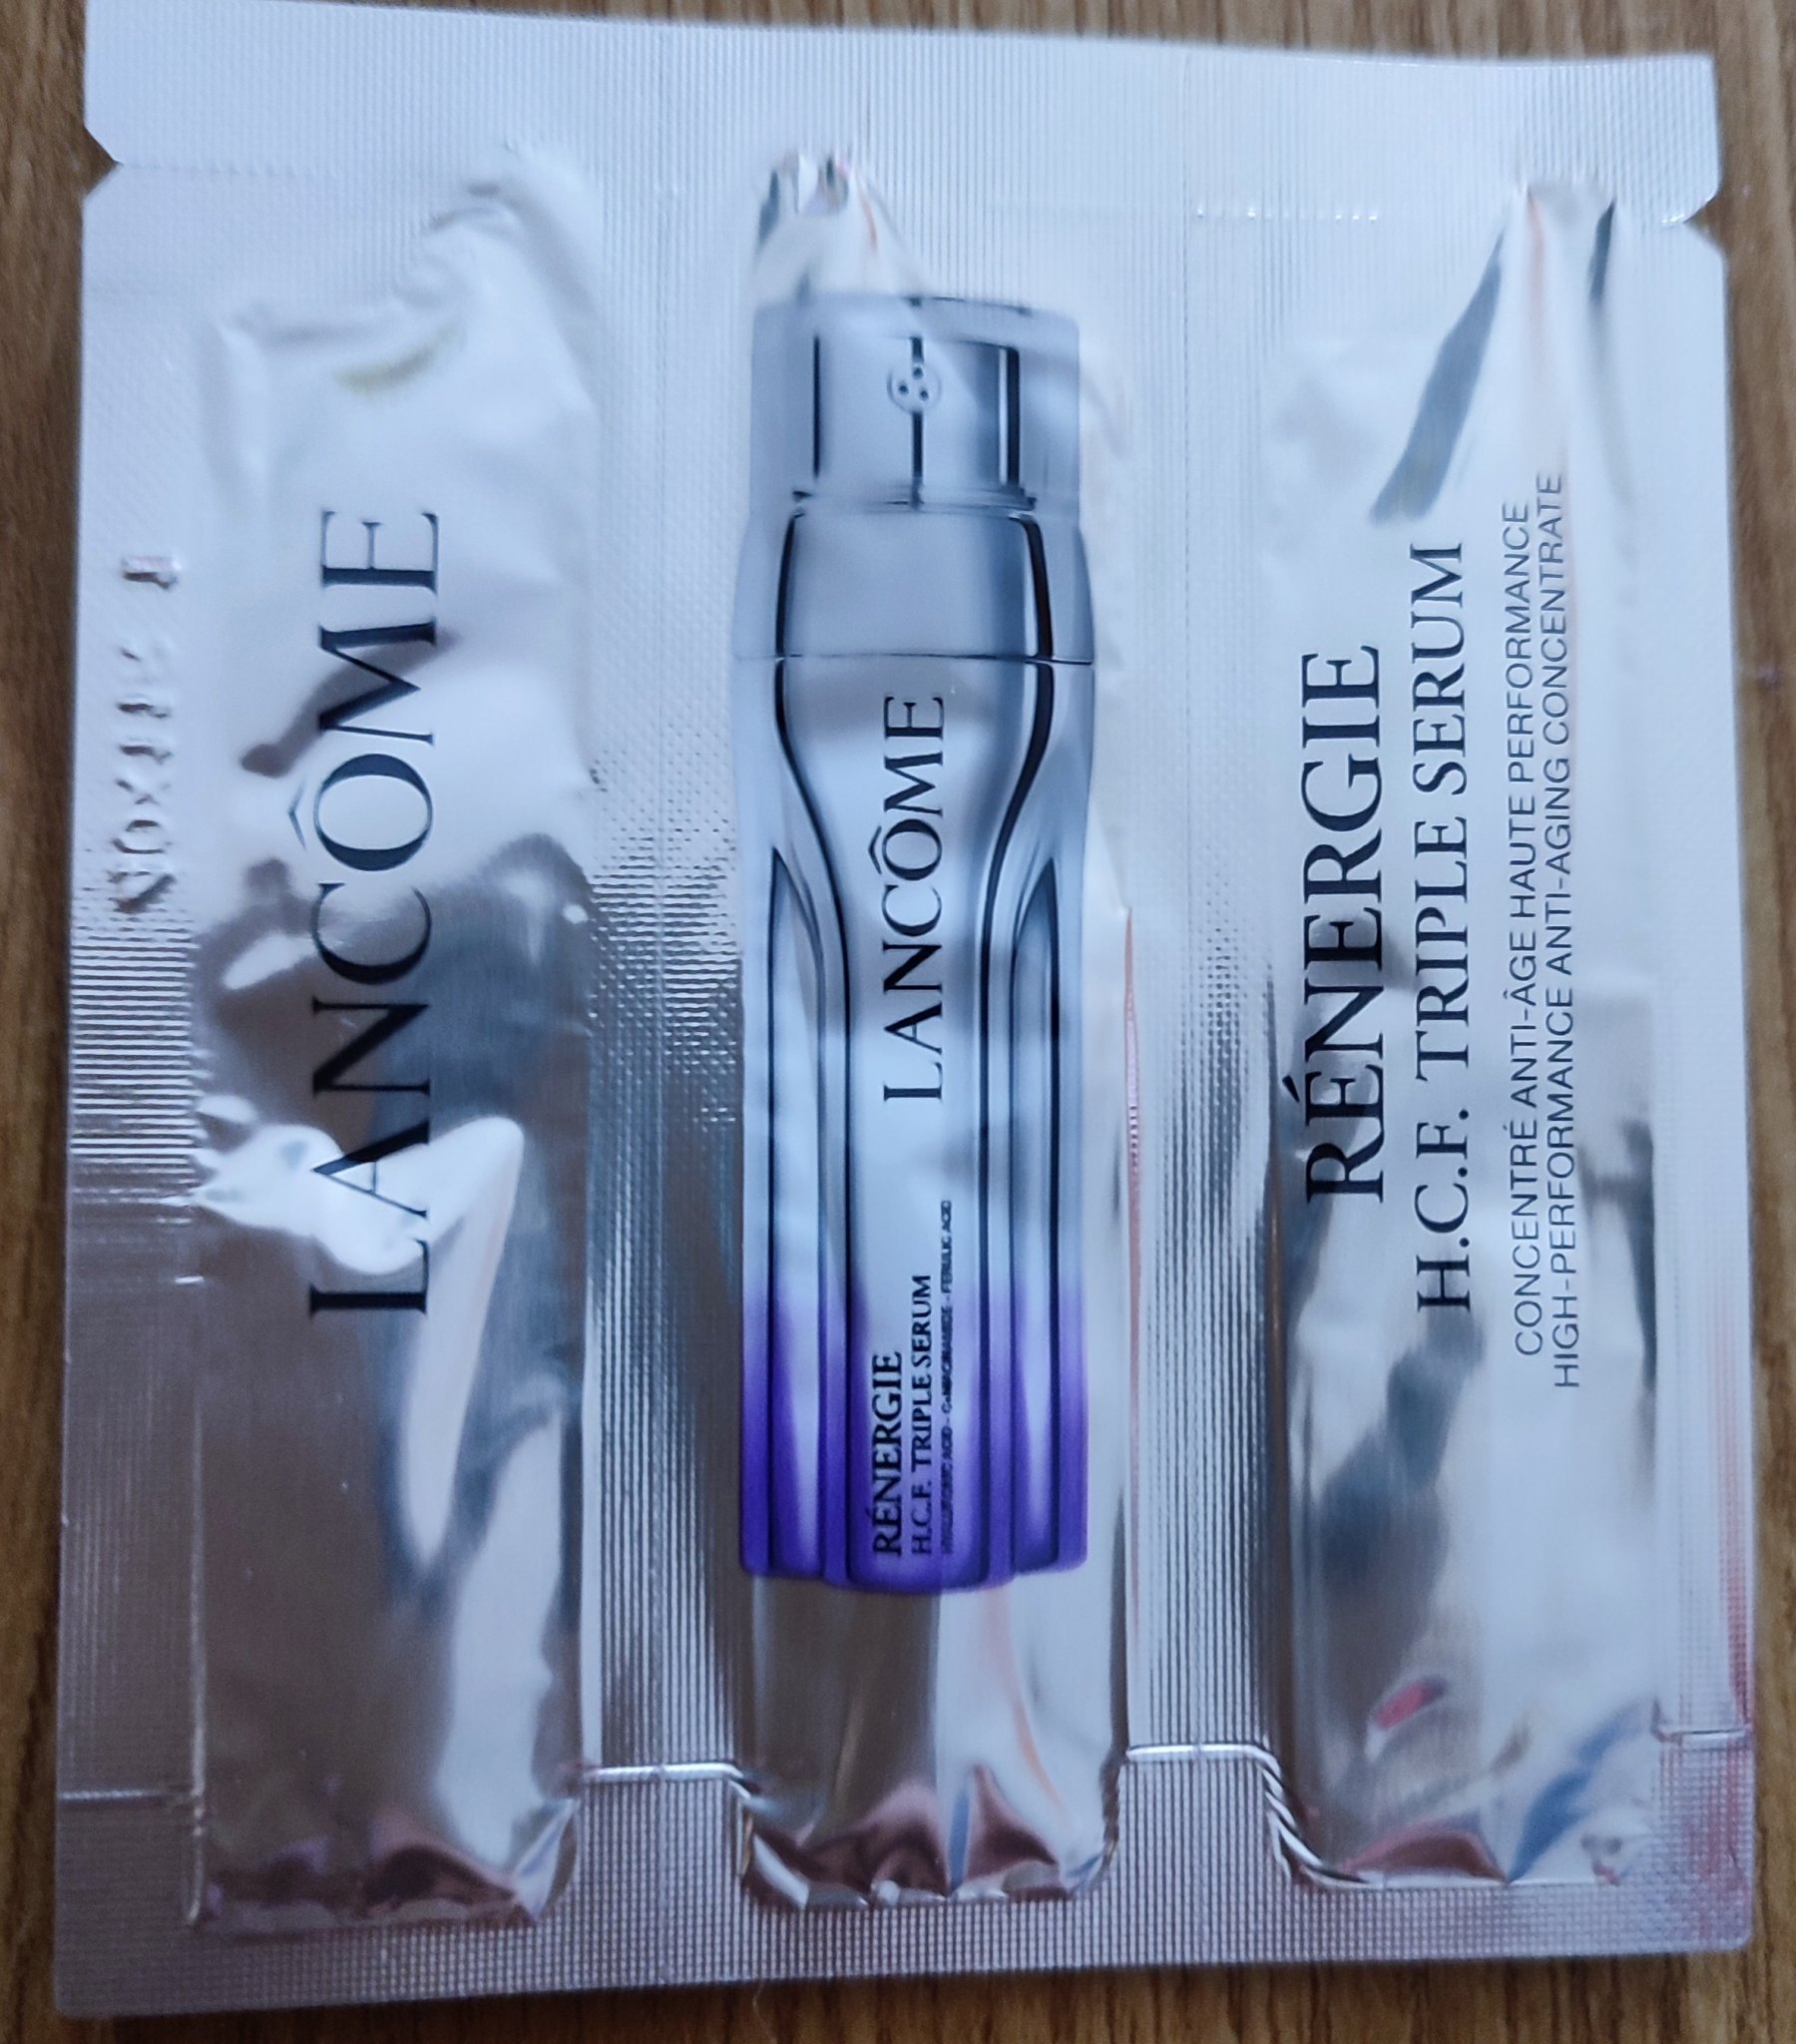 LANCÔME
LANCÔME
RÉNERGIE
H.C.F. TRIPLE SERUM
RÉNERGIE
H.C.F. TRIPLE SERUM
CONCENTRÉ ANTI-ÂGE HAUTE PERFORMANCE
HIGH-PERFORMANCE ANTI-AGING CONCENTRATE